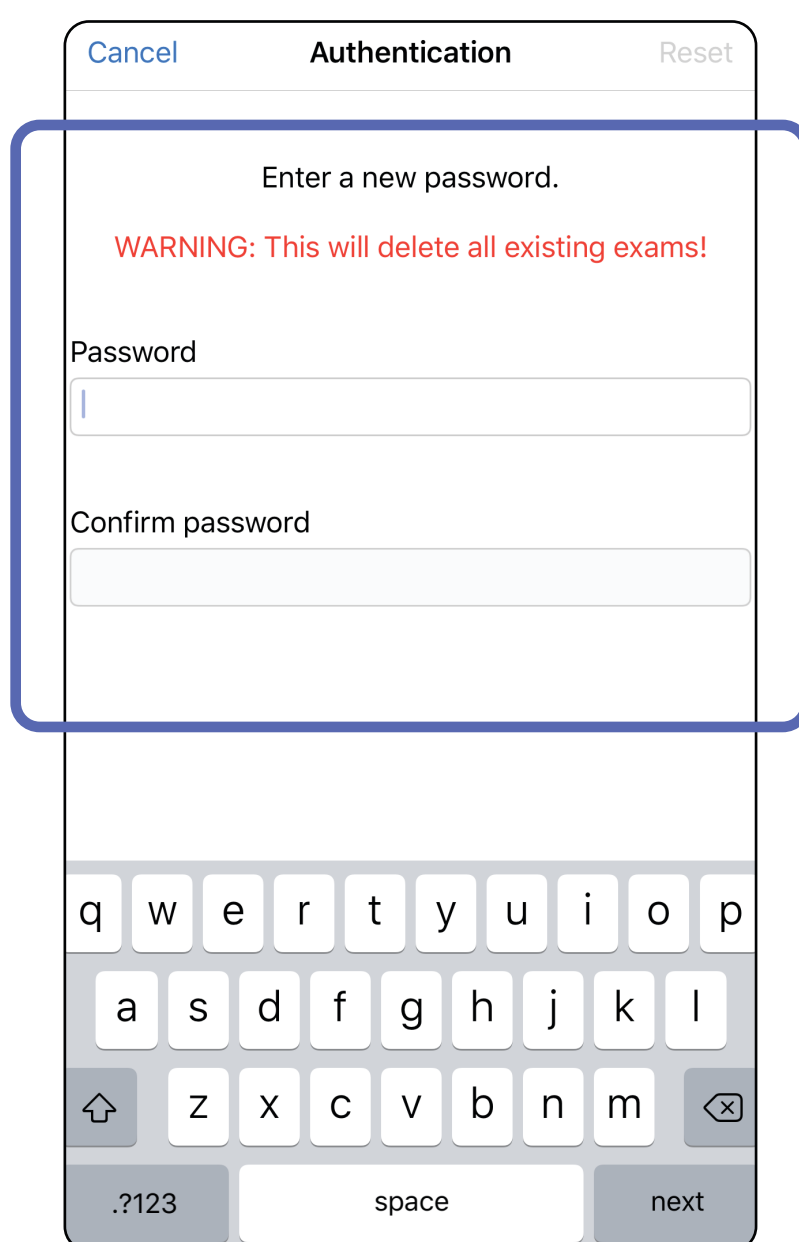 Cancel Authentication Reset
Enter a new password.
WARNING: This will delete all existing exams!
Password
Confirm password
q w e r t y u i o p
a s d f g h j k l
z x c v b n m
.?123 space next